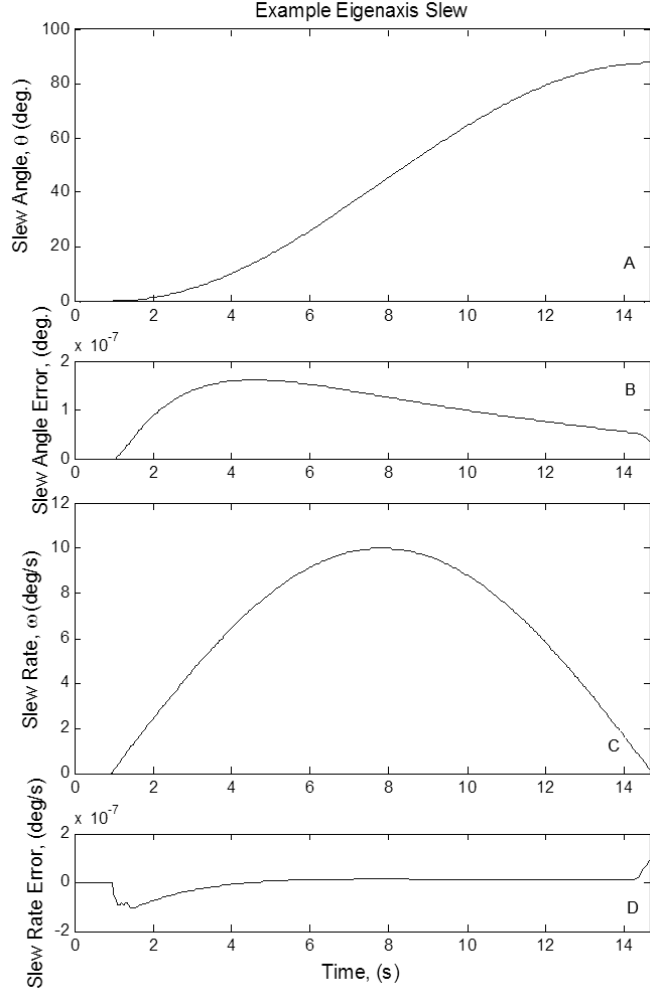 Example Eigenaxis Slew
Slew Angle, θ (deg.)
100
80
60
40
20
0
0 2 4 6 8 10 12 14
A
x 10-7
Slew Angle Error, (deg.)
2
1
0
0 2 4 6 8 10 12 14
B
Slew Rate, ω (deg/s)
12
10
8
6
4
2
0
0 2 4 6 8 10 12 14
C
x 10-7
Slew Rate Error, (deg/s)
2
0
-2
0 2 4 6 8 10 12 14
D
Time, (s)